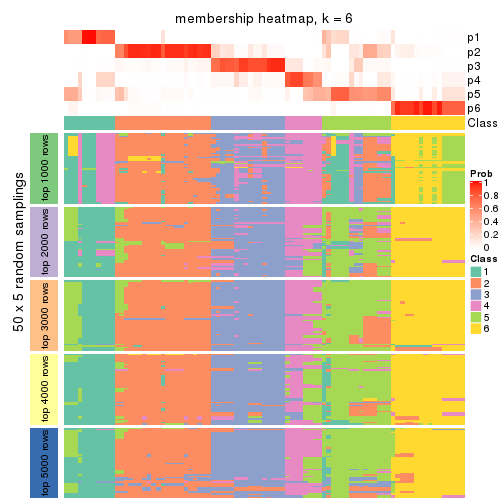 membership heatmap, k = 6
p1
p2
p3
p4
p5
p6
Class
50 x 5 random samplings
top 1000 rows
top 2000 rows
top 3000 rows
top 4000 rows
top 5000 rows
Prob
1
0.8
0.6
0.4
0.2
0
Class
1
2
3
4
5
6